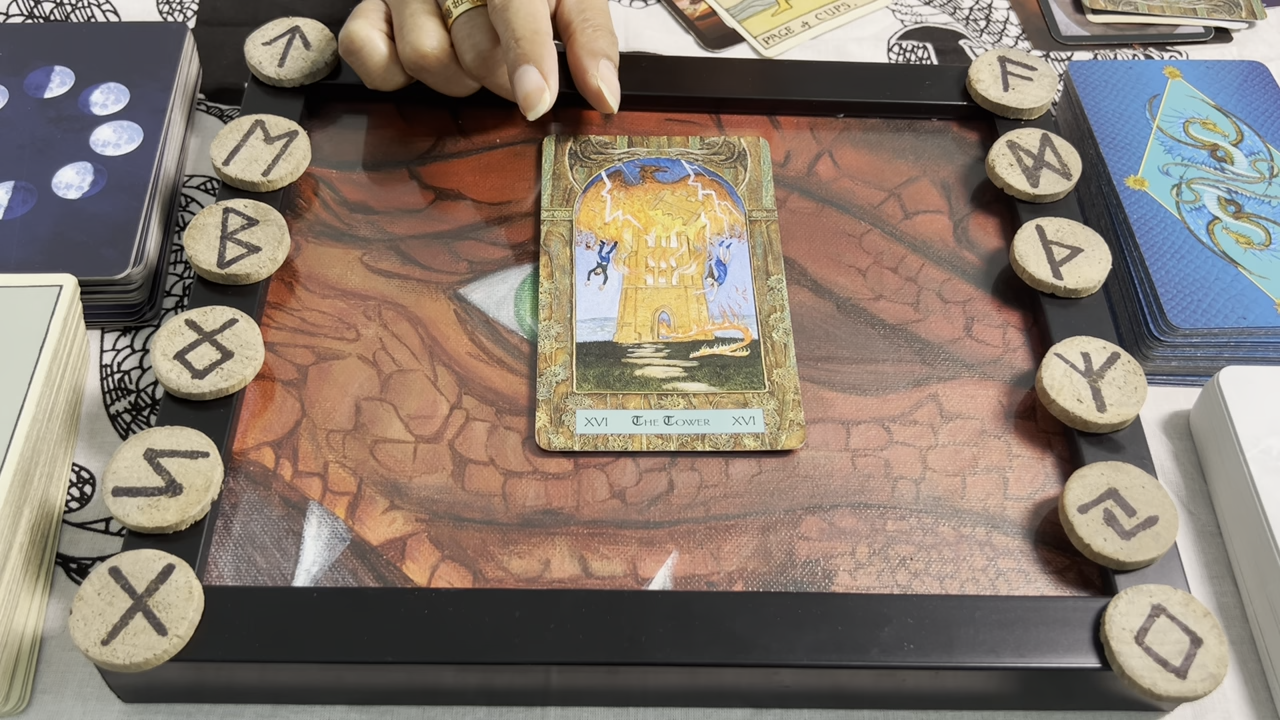 PAGE of CUPS.
ᛏ
ᛖ
ᛒ
ᛟ
ᛋ
ᚷ
XVI THE TOWER XVI
ᚨ
ᛞ
ᚦ
ᛉ
ᛇ
ᛜ